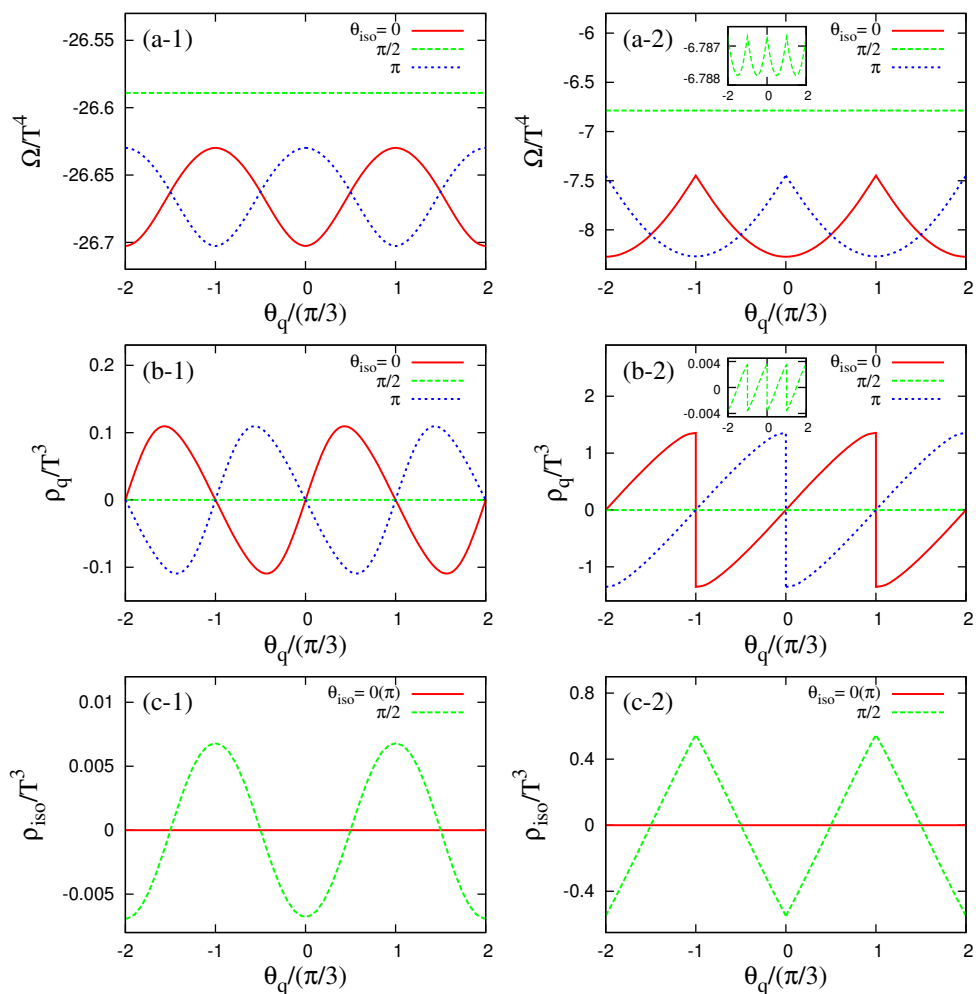 (a-1)
θiso= 0
π/2
π
-26.55
-26.6
-26.65
-26.7
Ω/T⁴
-2 -1 0 1 2
θq/(π/3)
(a-2)
θiso= 0
π/2
π
-6.787
-6.788
-2 0 2
-6
-6.5
-7
-7.5
-8
Ω/T⁴
-2 -1 0 1 2
θq/(π/3)
(b-1)
θiso= 0
π/2
π
0.2
0.1
0
-0.1
ρq/T³
-2 -1 0 1 2
θq/(π/3)
(b-2)
θiso= 0
π/2
π
0.004
0
-0.004
-2 0 2
2
1
0
-1
ρq/T³
-2 -1 0 1 2
θq/(π/3)
(c-1)
θiso= 0(π)
π/2
0.01
0.005
0
-0.005
ρiso/T³
-2 -1 0 1 2
θq/(π/3)
(c-2)
θiso= 0(π)
π/2
0.8
0.4
0
-0.4
ρiso/T³
-2 -1 0 1 2
θq/(π/3)